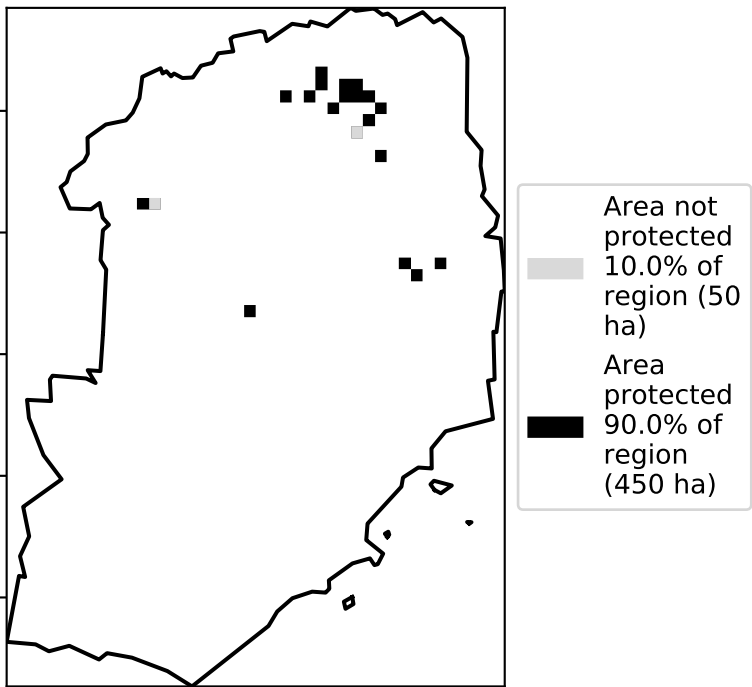 Area not
protected
10.0% of
region (50
ha)
Area
protected
90.0% of
region
(450 ha)